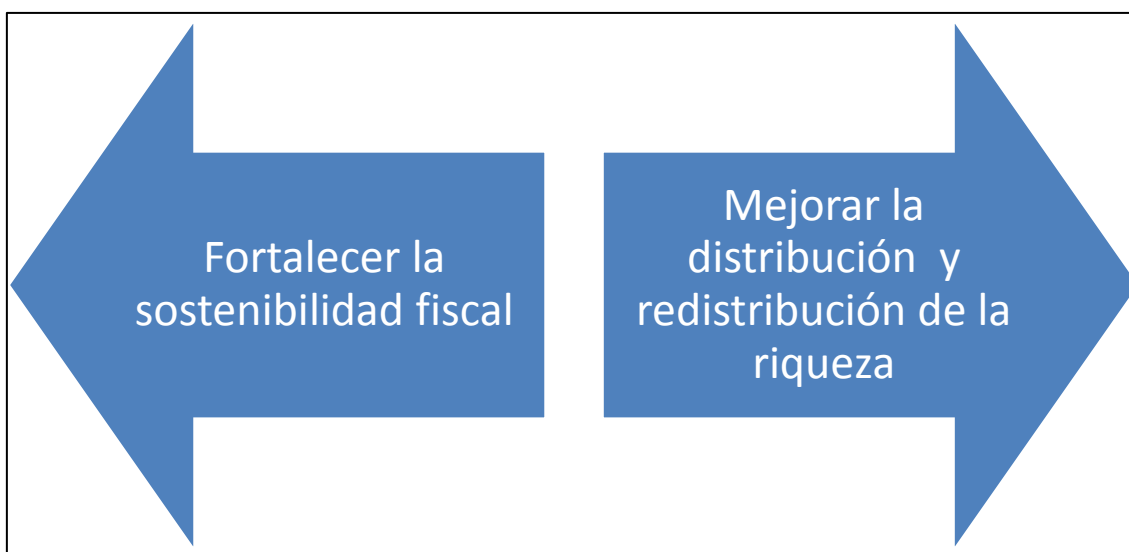 Fortalecer la
sostenibilidad fiscal
Mejorar la
distribución  y
redistribución de la
riqueza